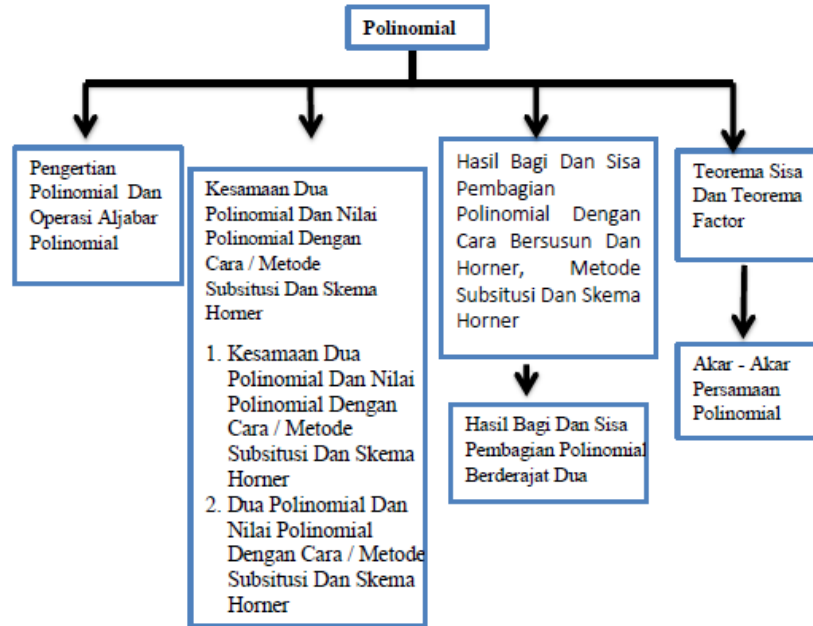 Polinomial
Pengertian
Polinomial Dan
Operasi Aljabar
Polinomial
Kesamaan Dua
Polinomial Dan Nilai
Polinomial Dengan
Cara / Metode
Subsitusi Dan Skema
Horner
1. Kesamaan Dua
Polinomial Dan Nilai
Polinomial Dengan
Cara / Metode
Subsitusi Dan Skema
Horner
2. Dua Polinomial Dan
Nilai Polinomial
Dengan Cara / Metode
Subsitusi Dan Skema
Horner
Hasil Bagi Dan Sisa
Pembagian
Polinomial Dengan
Cara Bersusun Dan
Horner, Metode
Subsitusi Dan Skema
Horner
Hasil Bagi Dan Sisa
Pembagian Polinomial
Berderajat Dua
Teorema Sisa
Dan Teorema
Factor
Akar - Akar
Persamaan
Polinomial